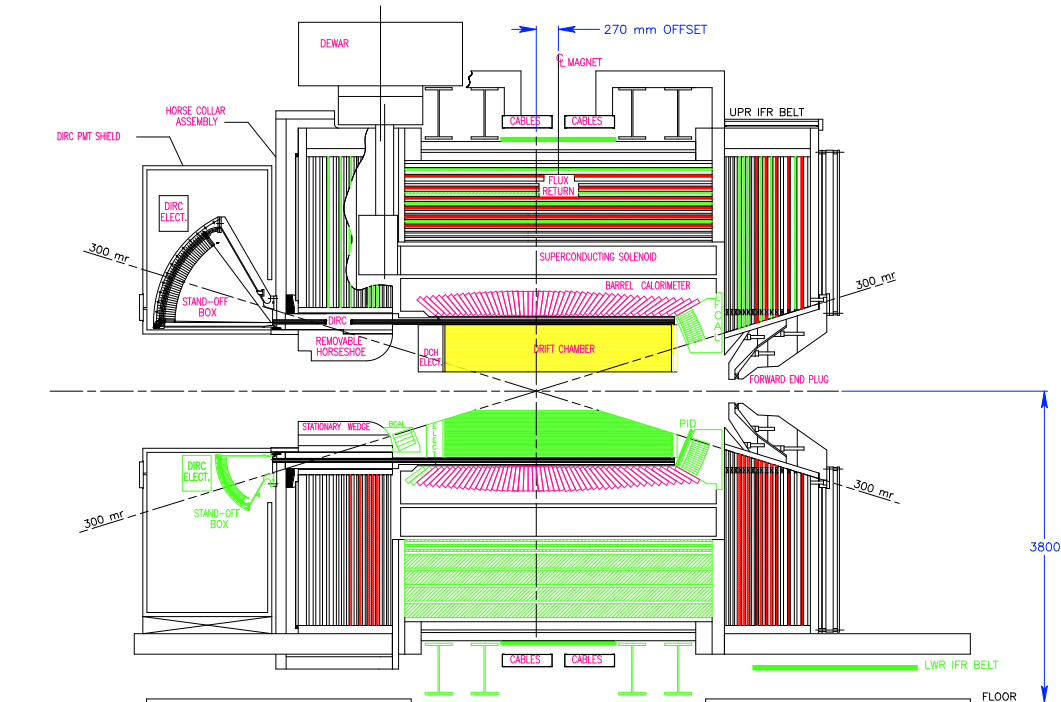 270 mm OFFSET
DEWAR
℄ MAGNET
HORSE COLLAR
ASSEMBLY
CABLES
CABLES
UPR IFR BELT
DIRC PMT SHIELD
FLUX
RETURN
DIRC
ELECT.
300 mr
SUPERCONDUCTING SOLENOID
300 mr
BARREL CALORIMETER
STAND-OFF
BOX
FCAL
DIRC
REMOVABLE
HORSESHOE
DCH
ELECT.
DRIFT CHAMBER
FORWARD END PLUG
STATIONARY WEDGE
BCAL
PID
DIRC
ELECT.
300 mr
STAND-OFF
BOX
300 mr
3800
CABLES
CABLES
LWR IFR BELT
FLOOR